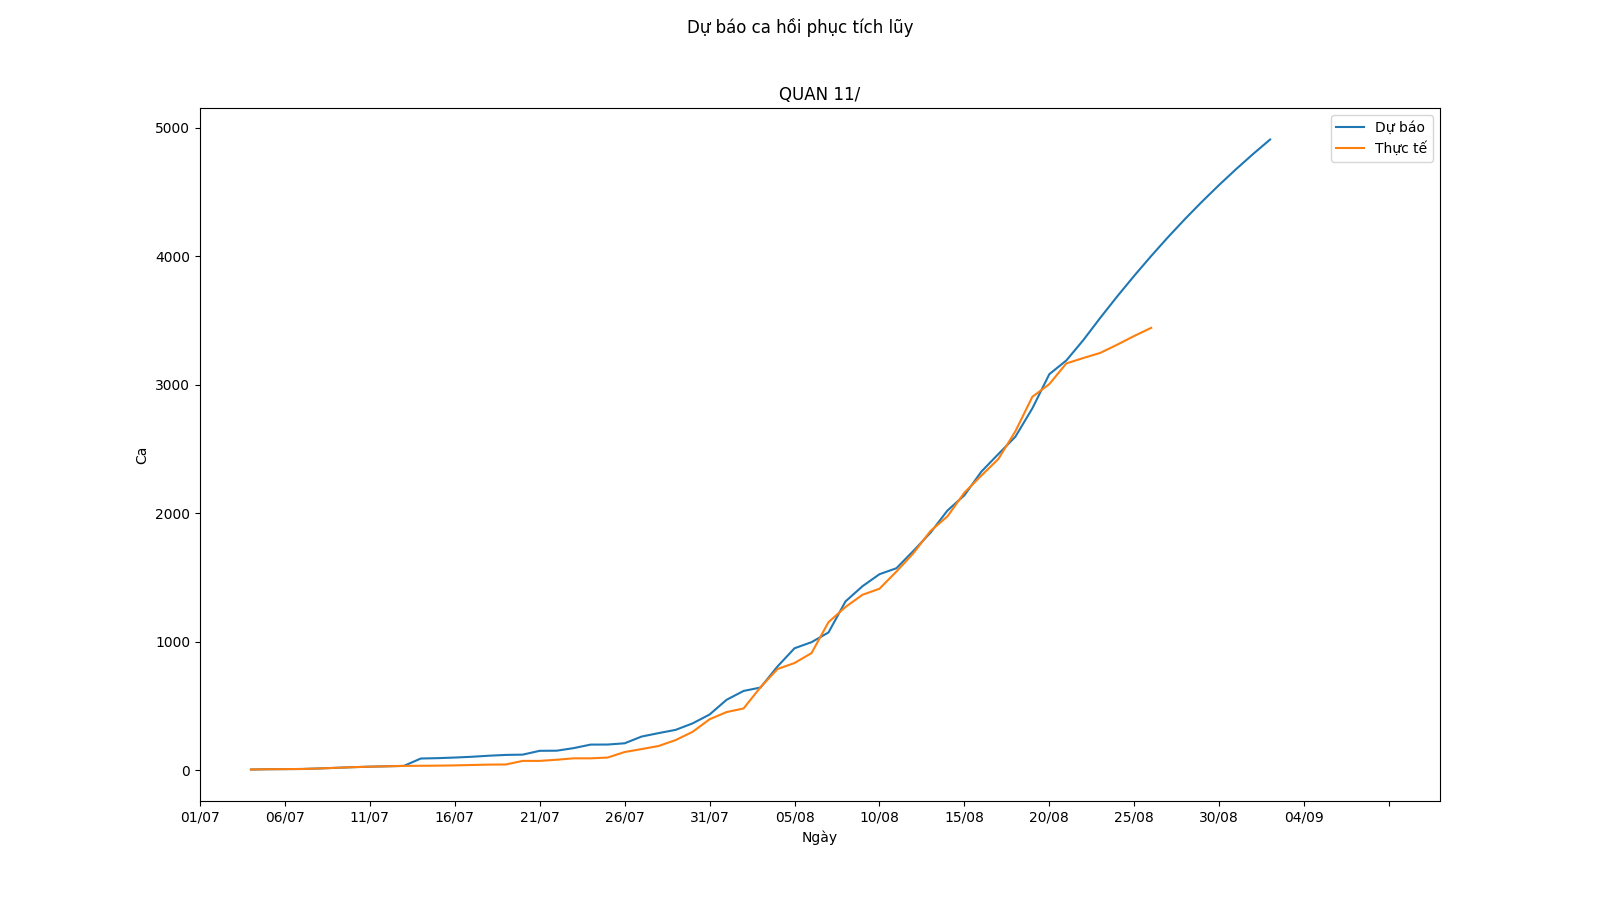 Dự báo ca hồi phục tích lũy
QUAN 11/
Dự báo
Thực tế
5000
4000
3000
2000
1000
0
Ca
01/07 06/07 11/07 16/07 21/07 26/07 31/07 05/08 10/08 15/08 20/08 25/08 30/08 04/09
Ngày